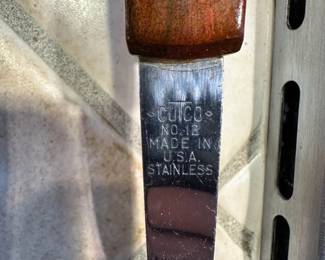 CUTCO
NO. 12
MADE IN
U.S.A.
STAINLESS